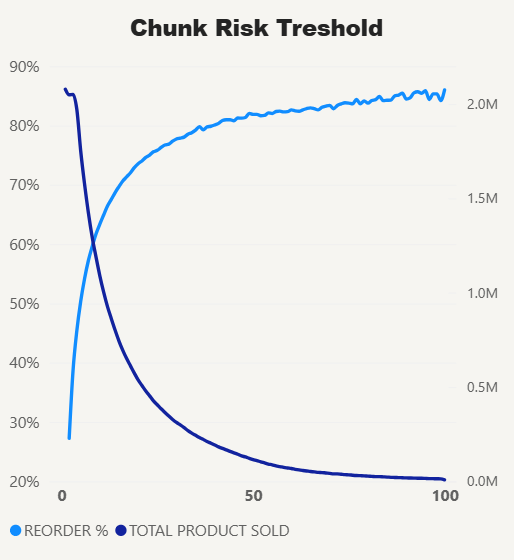 Chunk Risk Treshold
90%
80%
70%
60%
50%
40%
30%
20%
2.0M
1.5M
1.0M
0.5M
0.0M
0 50 100
REORDER % TOTAL PRODUCT SOLD